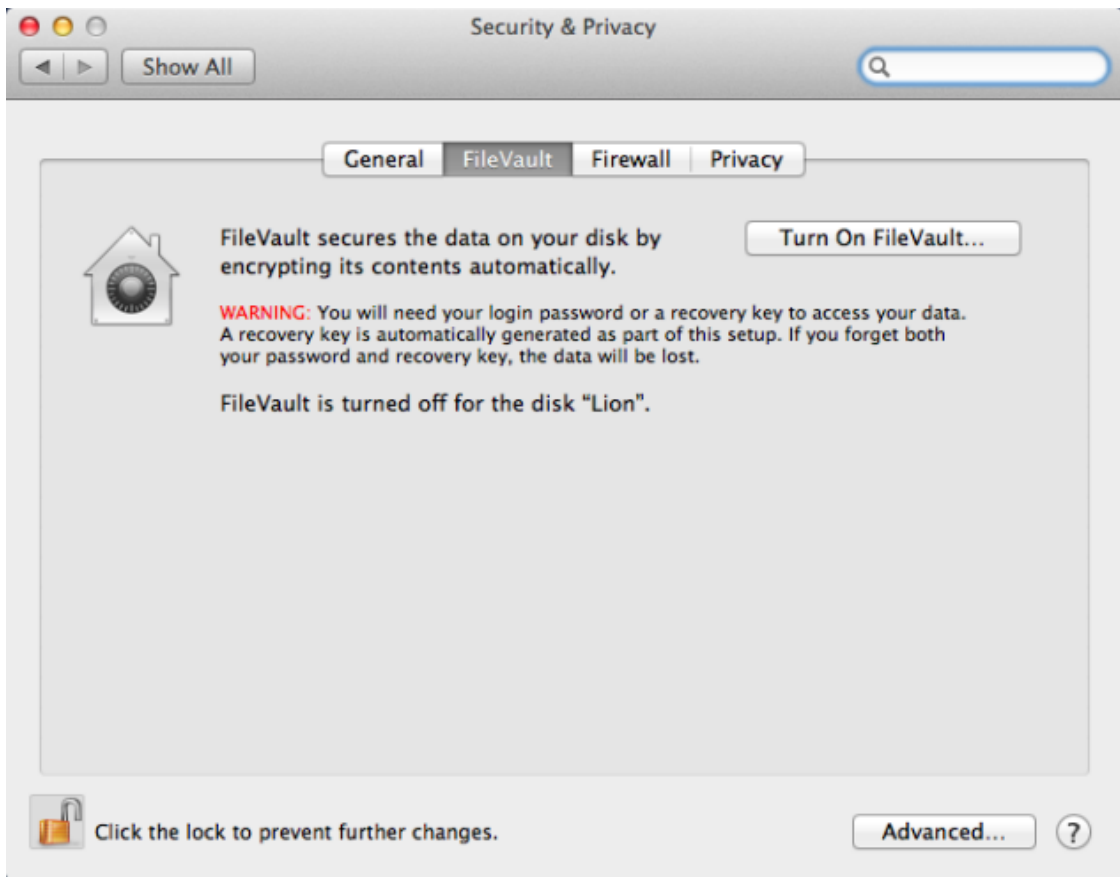 Security & Privacy
Show All
General FileVault Firewall Privacy
FileVault secures the data on your disk by
encrypting its contents automatically.
Turn On FileVault...
WARNING: You will need your login password or a recovery key to access your data.
A recovery key is automatically generated as part of this setup. If you forget both
your password and recovery key, the data will be lost.
FileVault is turned off for the disk “Lion”.
Click the lock to prevent further changes.
Advanced...
?